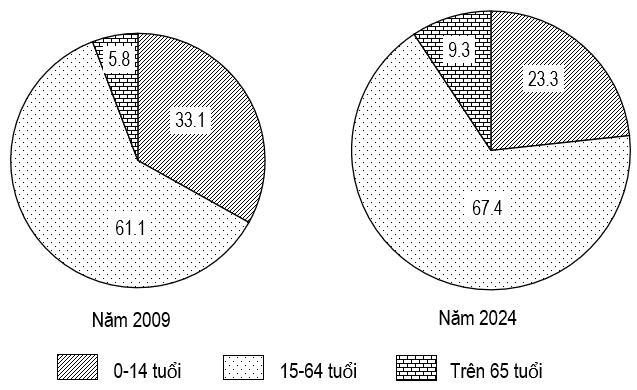 5.8
33.1
61.1
9.3
23.3
67.4
Năm 2009
Năm 2024
0-14 tuổi
15-64 tuổi
Trên 65 tuổi